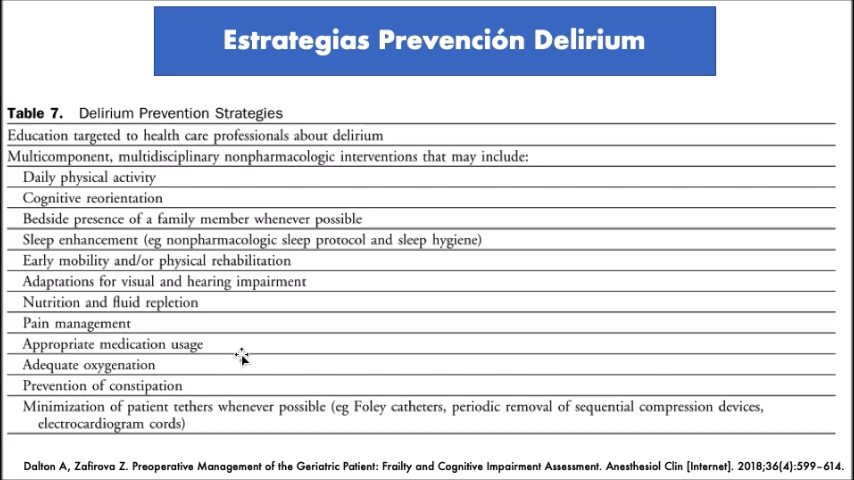 Estrategias Prevención Delirium
Table 7. Delirium Prevention Strategies
Education targeted to health care professionals about delirium
Multicomponent, multidisciplinary nonpharmacologic interventions that may include:
Daily physical activity
Cognitive reorientation
Bedside presence of a family member whenever possible
Sleep enhancement (eg nonpharmacologic sleep protocol and sleep hygiene)
Early mobility and/or physical rehabilitation
Adaptations for visual and hearing impairment
Nutrition and fluid repletion
Pain management
Appropriate medication usage
Adequate oxygenation
Prevention of constipation
Minimization of patient tethers whenever possible (eg Foley catheters, periodic removal of sequential compression devices,
electrocardiogram cords)
Dalton A, Zafirova Z. Preoperative Management of the Geriatric Patient: Frailty and Cognitive Impairment Assessment. Anesthesiol Clin [Internet]. 2018;36(4):599–614.